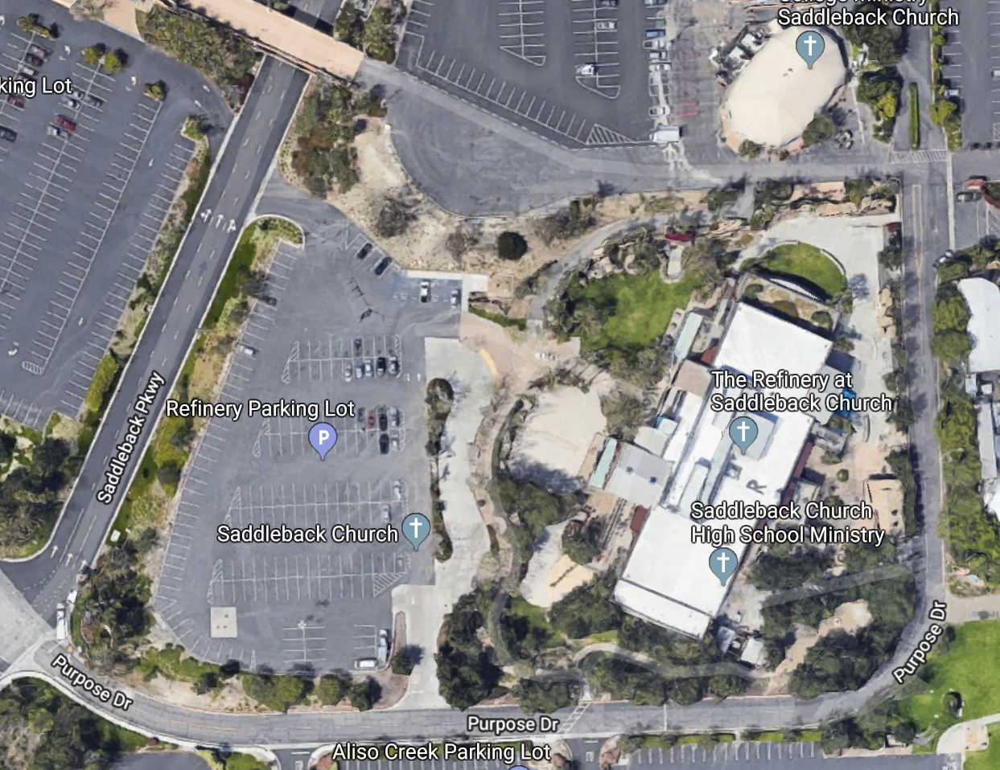 Saddleback Church
king Lot
The Refinery at
Saddleback Church
Refinery Parking Lot
P
Saddleback Pkwy
R
Saddleback Church
High School Ministry
Saddleback Church
Purpose Dr
Purpose Dr
Purpose Dr
Aliso Creek Parking Lot